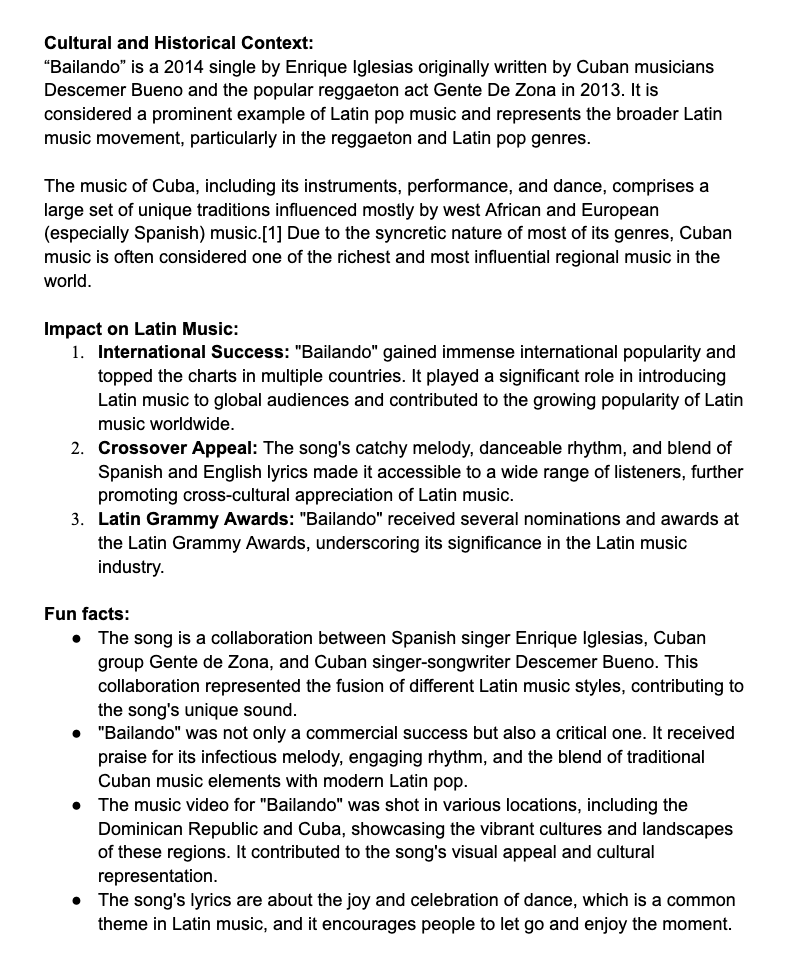 Cultural and Historical Context:
“Bailando” is a 2014 single by Enrique Iglesias originally written by Cuban musicians
Descemer Bueno and the popular reggaeton act Gente De Zona in 2013. It is
considered a prominent example of Latin pop music and represents the broader Latin
music movement, particularly in the reggaeton and Latin pop genres.
The music of Cuba, including its instruments, performance, and dance, comprises a
large set of unique traditions influenced mostly by west African and European
(especially Spanish) music.[1] Due to the syncretic nature of most of its genres, Cuban
music is often considered one of the richest and most influential regional music in the
world.
Impact on Latin Music:
1. International Success: "Bailando" gained immense international popularity and
topped the charts in multiple countries. It played a significant role in introducing
Latin music to global audiences and contributed to the growing popularity of Latin
music worldwide.
2. Crossover Appeal: The song's catchy melody, danceable rhythm, and blend of
Spanish and English lyrics made it accessible to a wide range of listeners, further
promoting cross-cultural appreciation of Latin music.
3. Latin Grammy Awards: "Bailando" received several nominations and awards at
the Latin Grammy Awards, underscoring its significance in the Latin music
industry.
Fun facts:
● The song is a collaboration between Spanish singer Enrique Iglesias, Cuban
group Gente de Zona, and Cuban singer-songwriter Descemer Bueno. This
collaboration represented the fusion of different Latin music styles, contributing to
the song's unique sound.
● "Bailando" was not only a commercial success but also a critical one. It received
praise for its infectious melody, engaging rhythm, and the blend of traditional
Cuban music elements with modern Latin pop.
● The music video for "Bailando" was shot in various locations, including the
Dominican Republic and Cuba, showcasing the vibrant cultures and landscapes
of these regions. It contributed to the song's visual appeal and cultural
representation.
● The song's lyrics are about the joy and celebration of dance, which is a common
theme in Latin music, and it encourages people to let go and enjoy the moment.